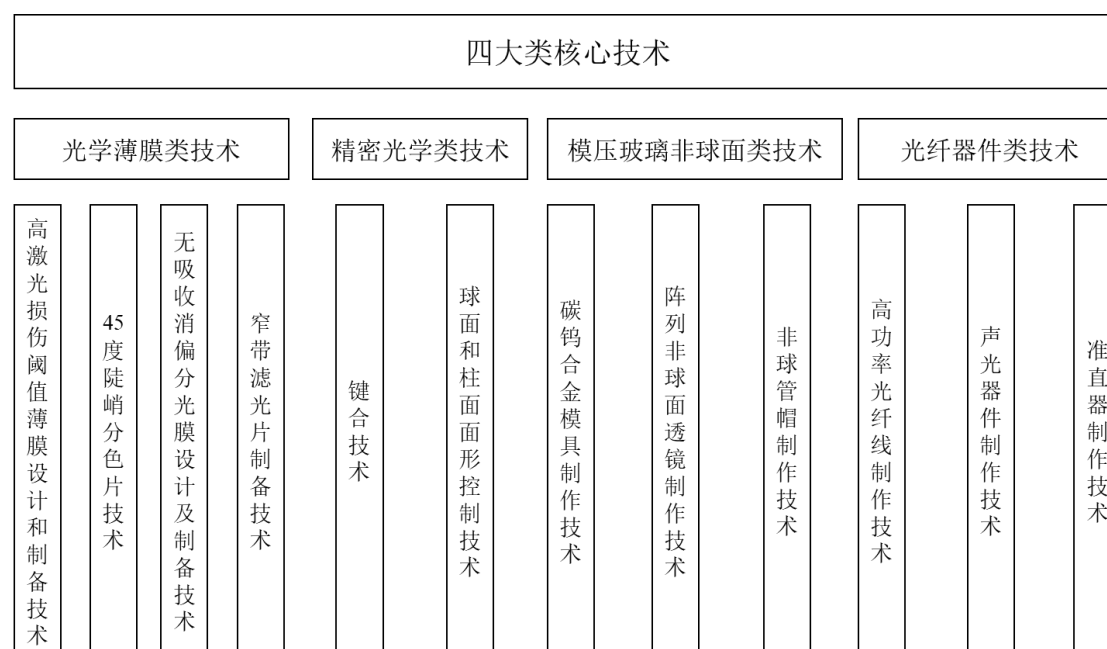 四大类核心技术
光学薄膜类技术
精密光学类技术
模压玻璃非球面类技术
光纤器件类技术
高激光损伤阈值薄膜设计和制备技术
45度陡峭分色片技术
无吸收消偏分光膜设计及制备技术
窄带滤光片制备技术
键合技术
球面和柱面面形控制技术
碳钨合金模具制作技术
阵列非球面透镜制作技术
非球管帽制作技术
高功率光纤线制作技术
声光器件制作技术
准直器制作技术